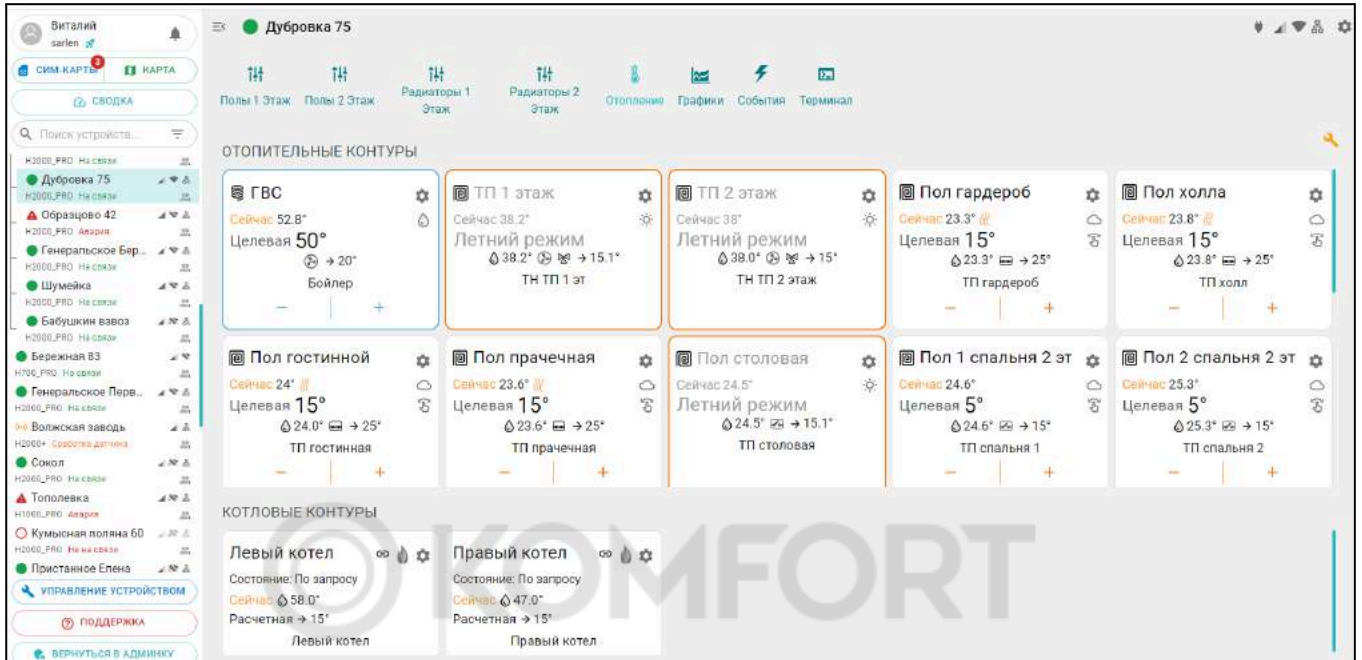 Виталий
sarlen
СИМ-КАРТЫ 3
КАРТА
СВОДКА
Поиск устройств...
H2000_PRO На связи
Дубровка 75
H2000_PRO На связи
Образцово 42
H2000_PRO Авария
Генеральское Бер...
H2000_PRO На связи
Шумейка
H2000_PRO На связи
Бабушкин взвоз
H2000_PRO На связи
Бережная 83
H700_PRO На связи
Генеральское Перв...
H2000_PRO На связи
Волжская заводь
H2000+ Сработка датчика
Сокол
H2000_PRO На связи
Тополевка
H1000_PRO Авария
Кумысная поляна 60
H2000_PRO Не на связи
Пристанное Елена
УПРАВЛЕНИЕ УСТРОЙСТВОМ
ПОДДЕРЖКА
ВЕРНУТЬСЯ В АДМИНКУ
Дубровка 75
Полы 1 Этаж
Полы 2 Этаж
Радиаторы 1
Этаж
Радиаторы 2
Этаж
Отопление
Графики
События
Терминал
ОТОПИТЕЛЬНЫЕ КОНТУРЫ
ГВС
Сейчас 52.8°
Целевая 50°
→ 20°
Бойлер
− +
ТП 1 этаж
Сейчас 38.2°
Летний режим
38.2° → 15.1°
ТН ТП 1 эт
ТП 2 этаж
Сейчас 38°
Летний режим
38.0° → 15°
ТН ТП 2 этаж
Пол гардероб
Сейчас 23.3°
Целевая 15°
23.3° → 25°
ТП гардероб
− +
Пол холла
Сейчас 23.8°
Целевая 15°
23.8° → 25°
ТП холл
− +
Пол гостинной
Сейчас 24°
Целевая 15°
24.0° → 25°
ТП гостинная
− +
Пол прачечная
Сейчас 23.6°
Целевая 15°
23.6° → 25°
ТП прачечная
− +
Пол столовая
Сейчас 24.5°
Летний режим
24.5° → 15.1°
ТП столовая
Пол 1 спальня 2 эт
Сейчас 24.6°
Целевая 5°
24.6° → 15°
ТП спальня 1
− +
Пол 2 спальня 2 эт
Сейчас 25.3°
Целевая 5°
25.3° → 15°
ТП спальня 2
− +
КОТЛОВЫЕ КОНТУРЫ
Левый котел
Состояние: По запросу
Сейчас 58.0°
Расчетная → 15°
Левый котел
Правый котел
Состояние: По запросу
Сейчас 47.0°
Расчетная → 15°
Правый котел
KOMFORT